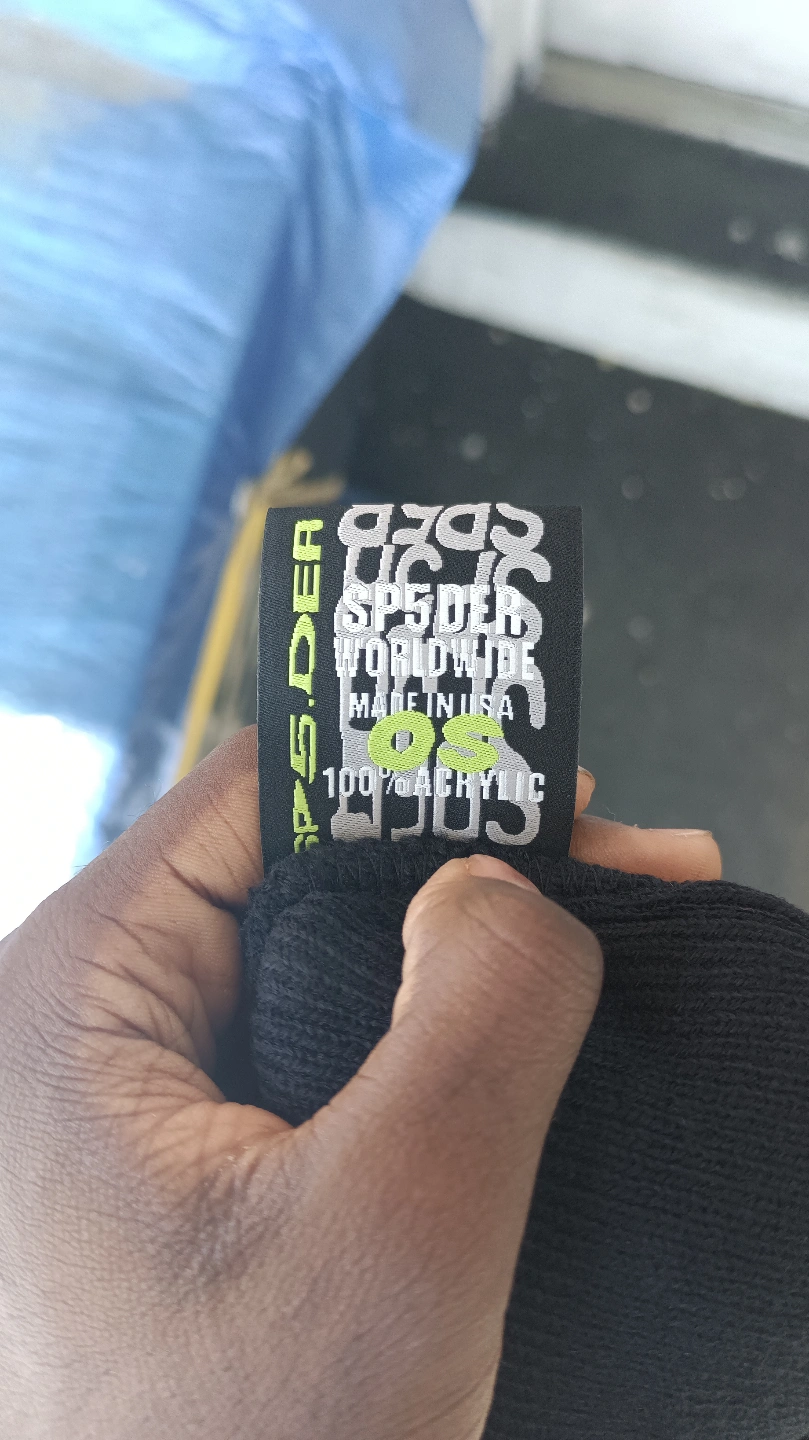 SP5DER
WORLDWIDE
MADE IN USA
OS
100% ACRYLIC
SP5.DER